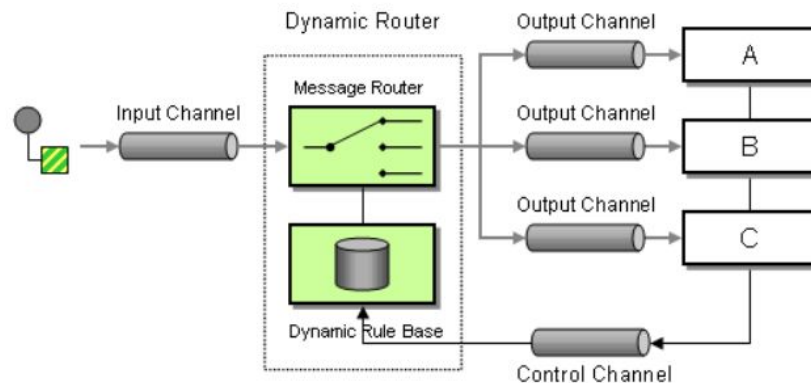 Dynamic Router
Output Channel
A
Message Router
Input Channel
Output Channel
B
Output Channel
C
Dynamic Rule Base
Control Channel